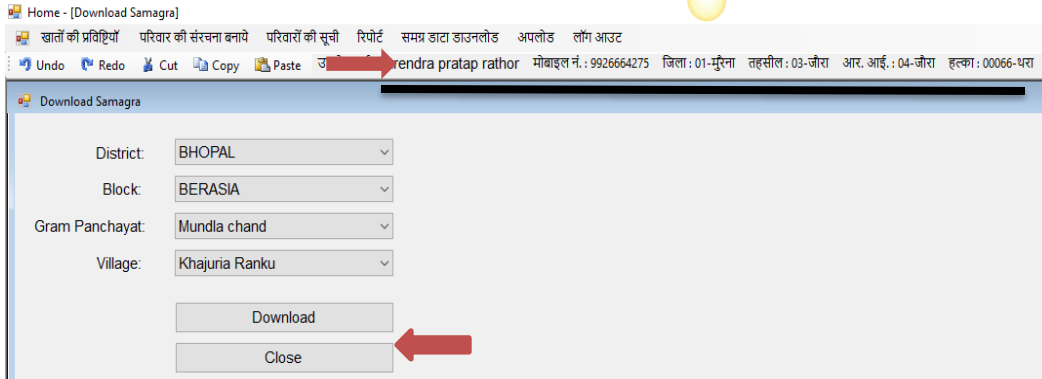 Home - [Download Samagra]
खातों की प्रविष्टियाँ परिवार की संरचना बनाये परिवारों की सूची रिपोर्ट समग्र डाटा डाउनलोड अपलोड लॉग आउट
Undo Redo Cut Copy Paste rendra pratap rathor मोबाइल नं. : 9926664275 जिला : 01-मुरैना तहसील : 03-जौरा आर. आई. : 04-जौरा हल्का : 00066-थरा
Download Samagra
District: BHOPAL
Block: BERASIA
Gram Panchayat: Mundla chand
Village: Khajuria Ranku
Download
Close